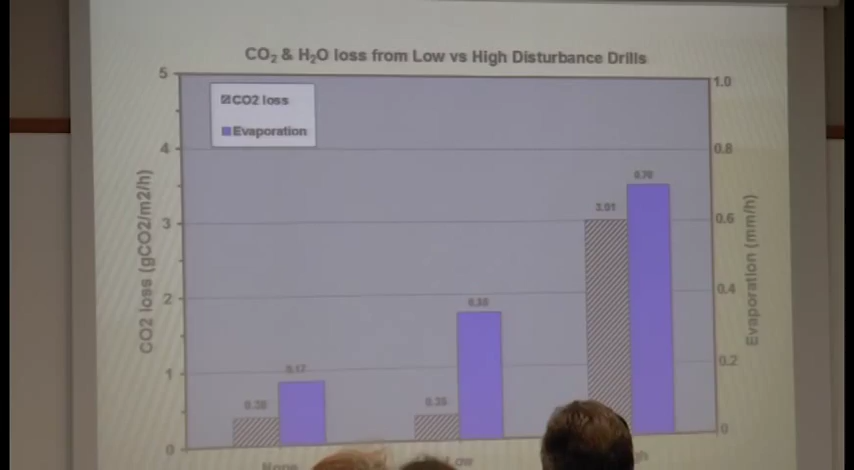 CO₂ & H₂O loss from Low vs High Disturbance Drills
5
1.0
CO2 loss
Evaporation
4
0.8
3
0.6
2
0.4
1
0.2
0
0
CO2 loss (gCO2/m2/h)
Evaporation (mm/h)
0.17
0.70
3.01
None